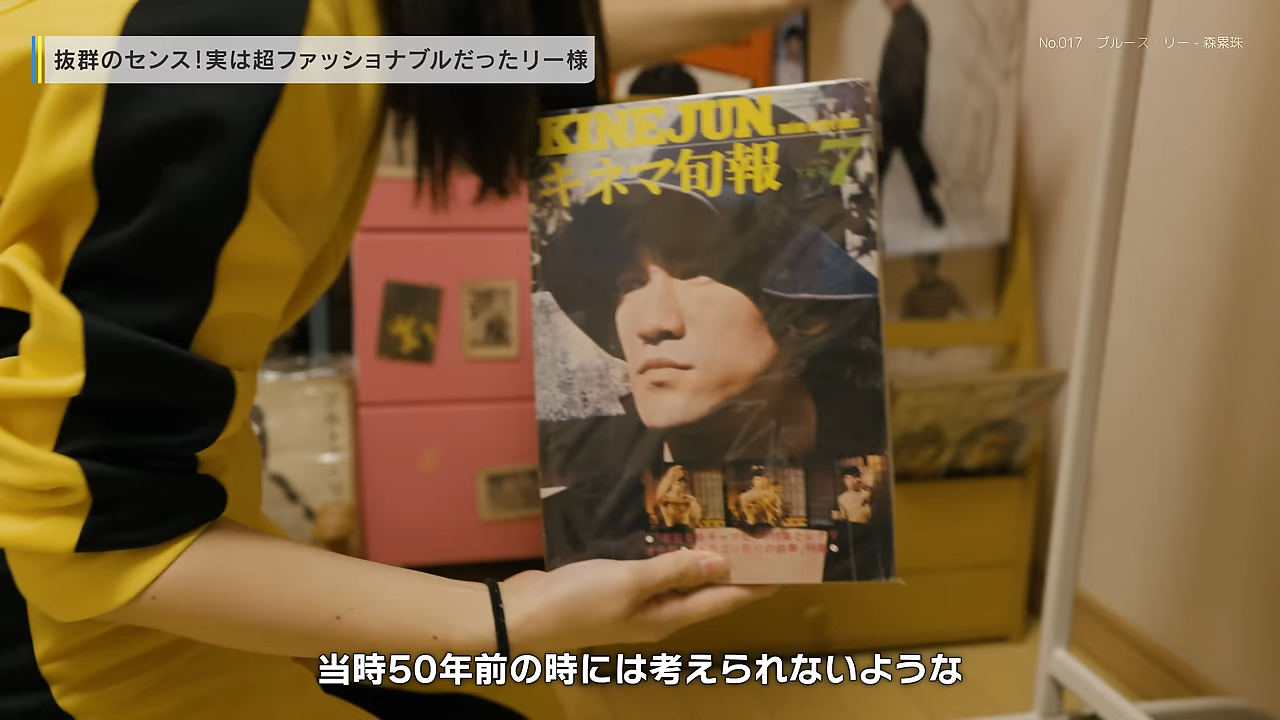 抜群のセンス！実は超ファッショナブルだったリー様
No.017　ブルース・リー - 森累珠
KINEJUN
キネマ旬報
7
当時50年前の時には考えられないような